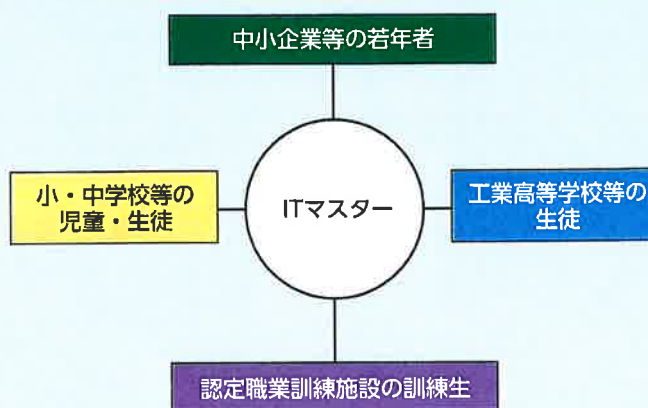 中小企業等の若年者
小・中学校等の
児童・生徒
ITマスター
工業高等学校等の
生徒
認定職業訓練施設の訓練生